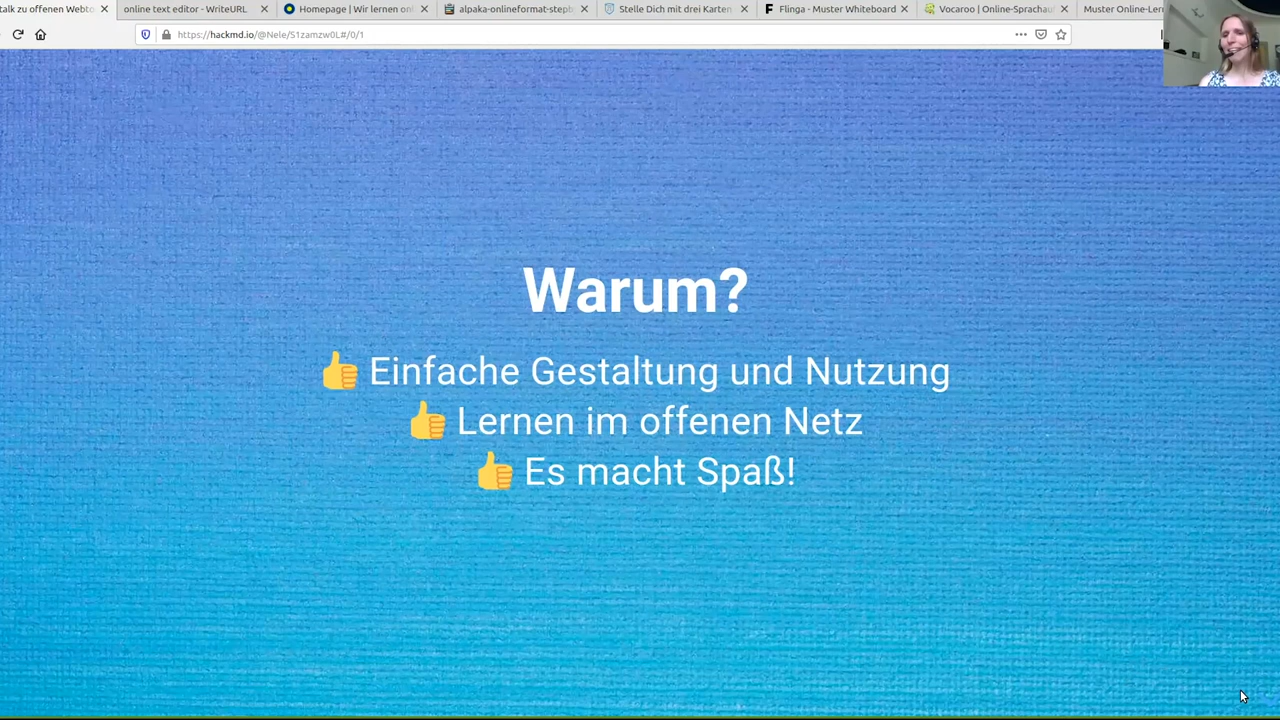 talk zu offenen Webto
online text editor - WriteURL
Homepage | Wir lernen onl
alpaka-onlineformat-steptr
Stelle Dich mit drei Karten
Flinga - Muster Whiteboard
Vocaroo | Online-Sprachauf
Muster Online-Ler
https://hackmd.io/@Nele/S1zamzw0L#/0/1
Warum?
👍 Einfache Gestaltung und Nutzung
👍 Lernen im offenen Netz
👍 Es macht Spaß!